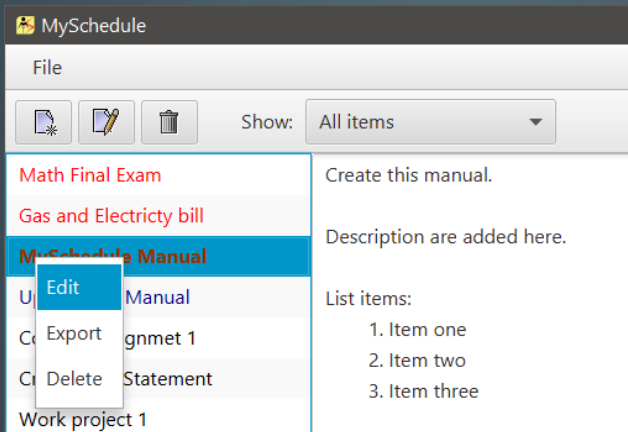 MySchedule
File
Show: All items
Math Final Exam
Gas and Electricty bill
MySchedule Manual
Manual
gnmet 1
Statement
Work project 1
Edit
Export
Delete
Create this manual.
Description are added here.
List items:
1. Item one
2. Item two
3. Item three